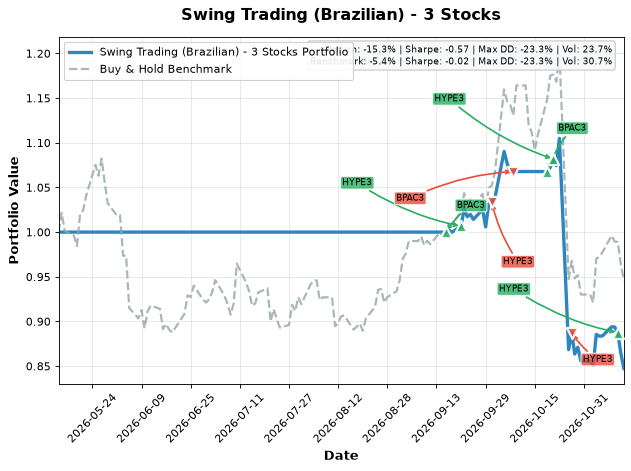 Swing Trading (Brazilian) - 3 Stocks
Swing Trading (Brazilian) - 3 Stocks Portfolio
-15.3% | Sharpe: -0.57 | Max DD: -23.3% | Vol: 23.7%
Buy & Hold Benchmark
Benchmark: -5.4% | Sharpe: -0.02 | Max DD: -23.3% | Vol: 30.7%
Portfolio Value
1.20
1.15
1.10
1.05
1.00
0.95
0.90
0.85
HYPE3
BPAC3
HYPE3
BPAC3
BPAC3
HYPE3
HYPE3
HYPE3
2026-05-24
2026-06-09
2026-06-25
2026-07-11
2026-07-27
2026-08-12
2026-08-28
2026-09-13
2026-09-29
2026-10-15
2026-10-31
Date